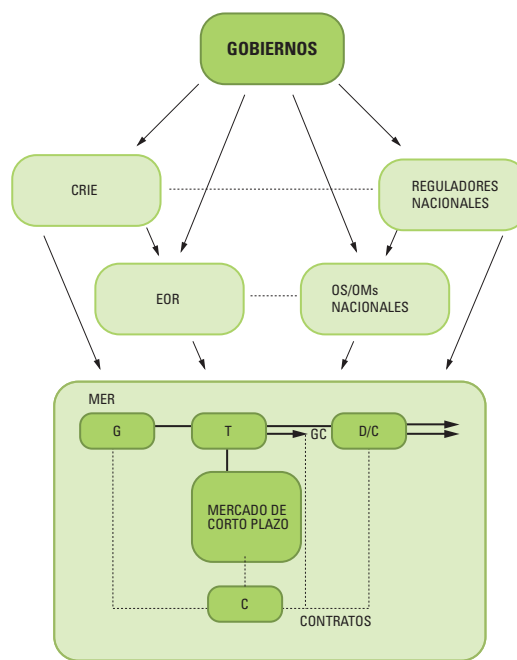 GOBIERNOS
CRIE
REGULADORES
NACIONALES
EOR
OS/OMs
NACIONALES
MER
G
T
GC
D/C
MERCADO DE
CORTO PLAZO
C
CONTRATOS